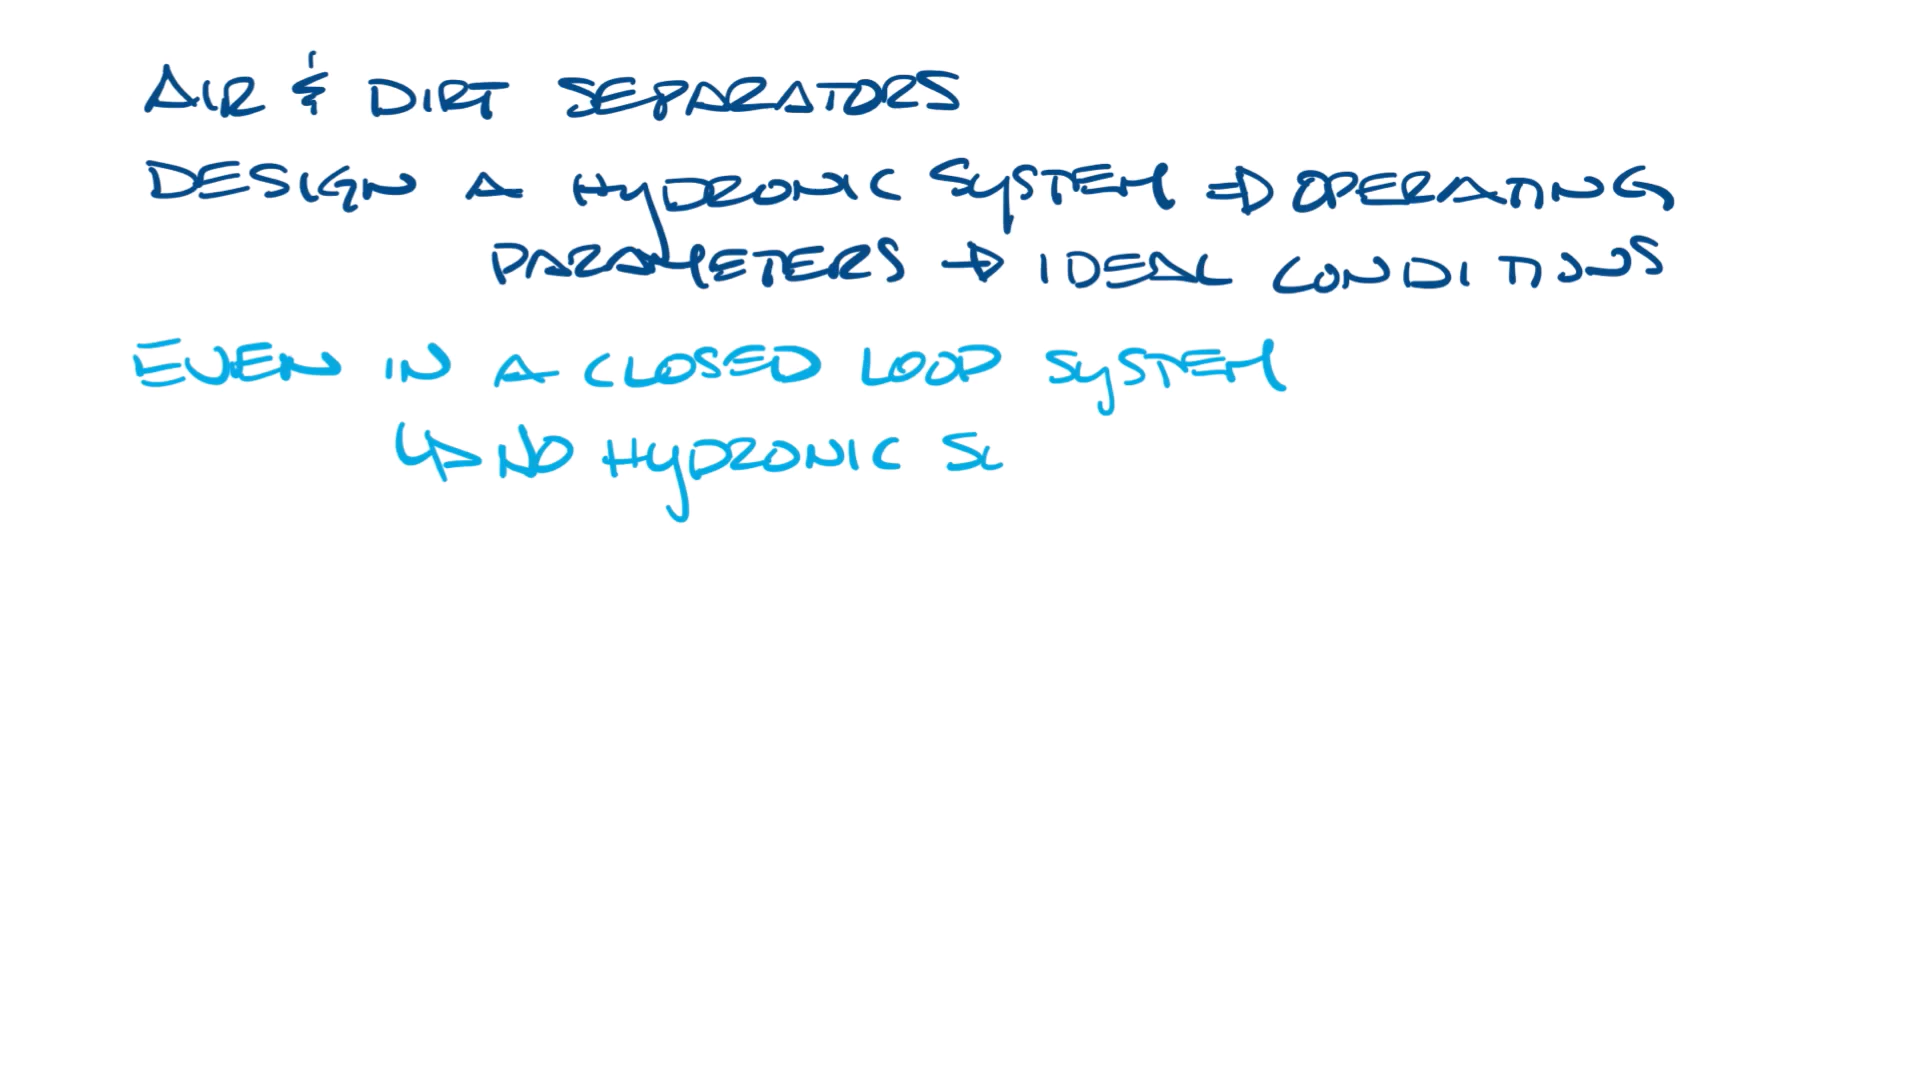 AIR & DIRT SEPARATORS
DESIGN A HYDRONIC SYSTEM ⇒ OPERATING
PARAMETERS → IDEAL CONDITIONS
EVEN IN A CLOSED LOOP SYSTEM
↳ NO HYDRONIC